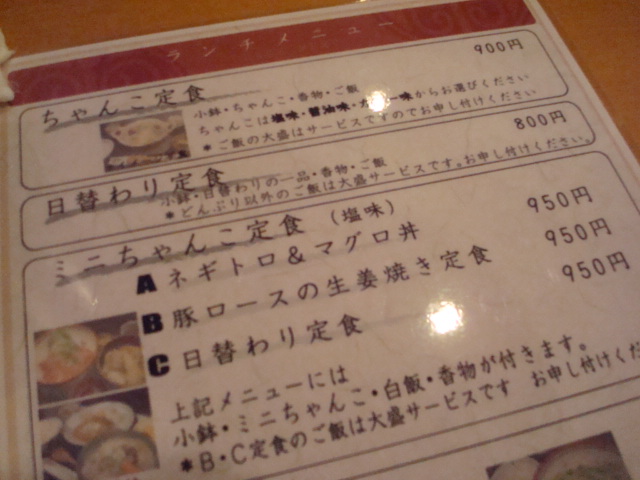 ランチメニュー
ちゃんこ定食 900円
小鉢・ちゃんこ・香物・ご飯
ちゃんこは塩味・醤油味・カレー味からお選びください
*ご飯の大盛はサービスですのでお申し付けください
日替わり定食 800円
小鉢・日替わりの一品・香物・ご飯
*どんぶり以外のご飯は大盛サービスです。お申し付けください。
ミニちゃんこ定食(塩味)
A ネギトロ&マグロ丼 950円
B 豚ロースの生姜焼き定食 950円
C 日替わり定食 950円
上記メニューには
小鉢・ミニちゃんこ・白飯・香物が付きます。
*B・C定食のご飯は大盛サービスです お申し付けくだ